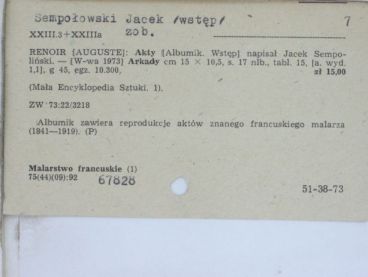 Sempołowski Jacek /wstęp/ 7
XXIII.3+XXIIIa zob.
RENOIR [AUGUSTE]: Akty [Albumik. Wstęp] napisał Jacek Sempo-
liński. — [W-wa 1973] Arkady cm 15 × 10,5, s. 17 nlb., tabl. 15, [a. wyd.
1,1], g 45, egz. 10.300. zł 15,00
(Mała Encyklopedia Sztuki. 1).
ZW 73:22/3218
Albumik zawiera reprodukcje aktów znanego francuskiego malarza
(1841—1919). (P)
Malarstwo francuskie (1)
75(44)(09):92 67828
51-38-73